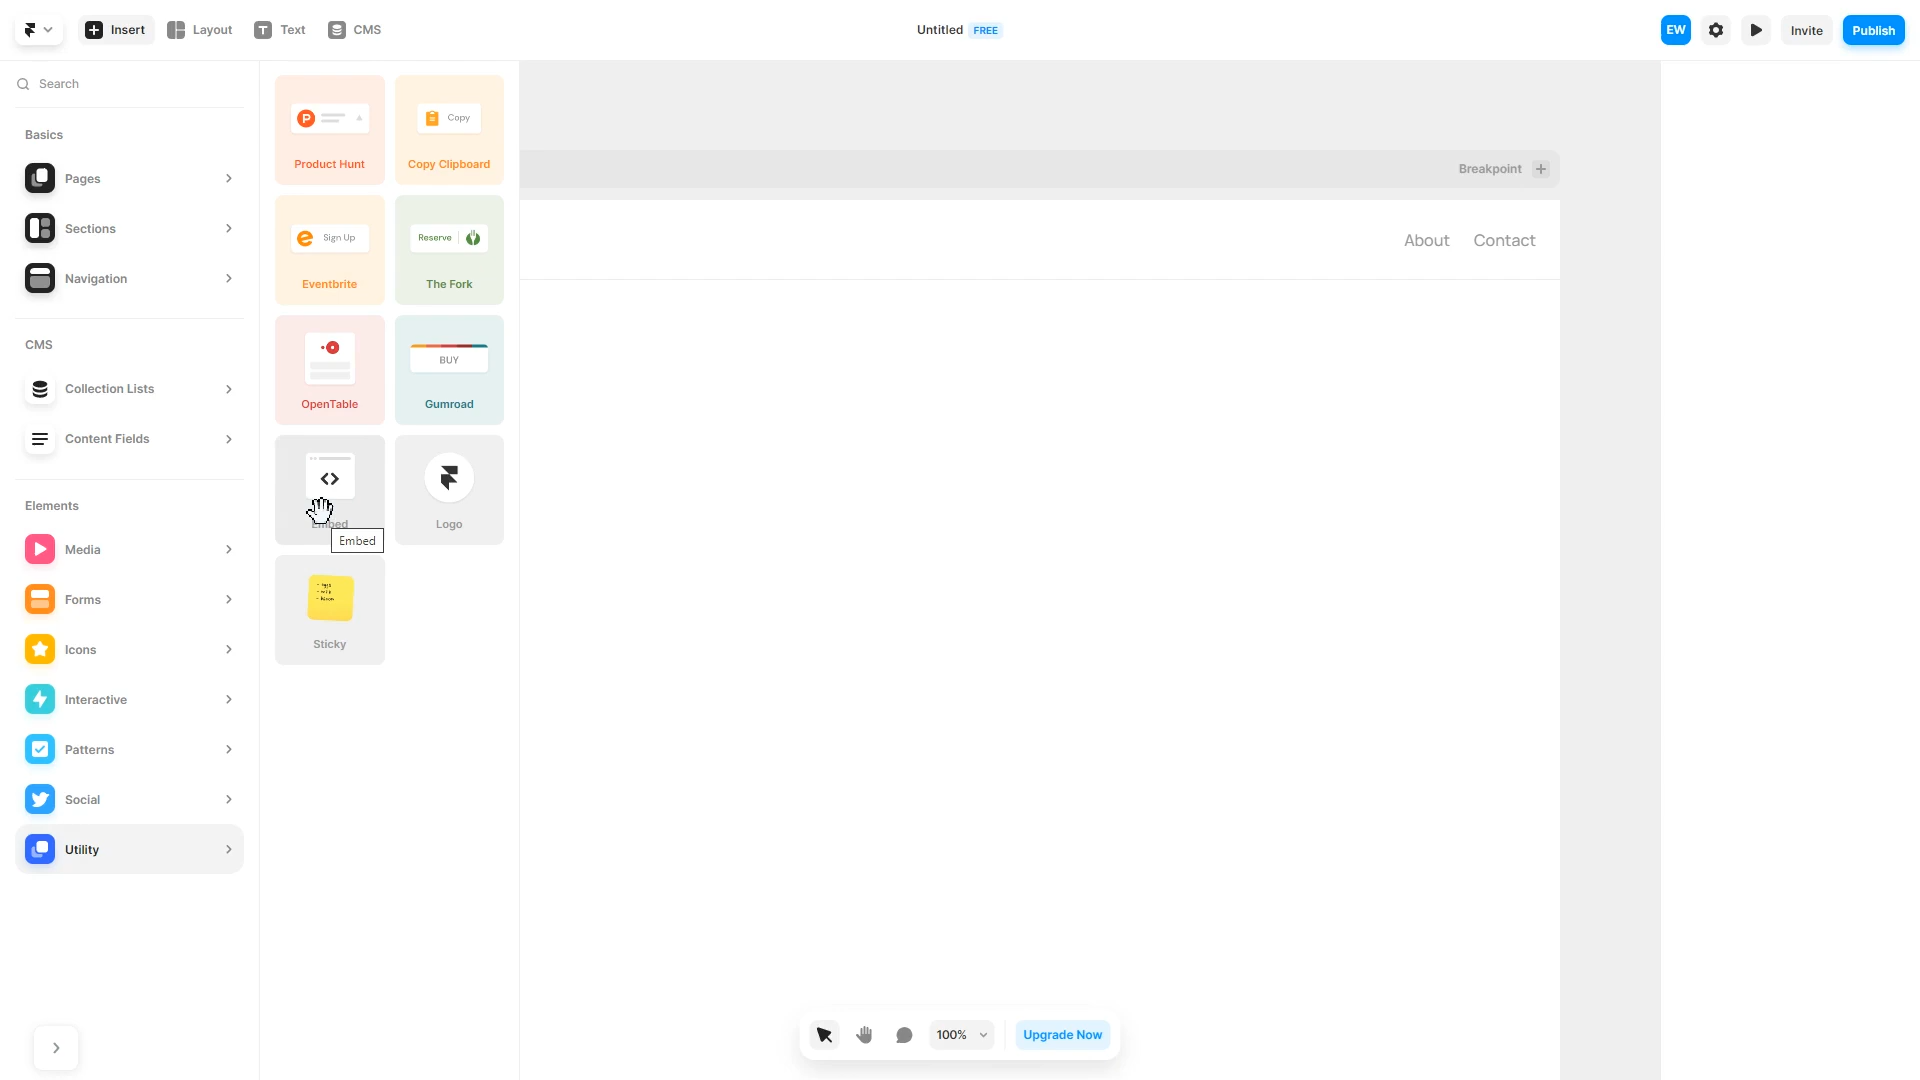 Insert
Layout
Text
CMS
Untitled FREE
EW
Invite
Publish
Search
Basics
Pages
Sections
Navigation
CMS
Collection Lists
Content Fields
Elements
Media
Forms
Icons
Interactive
Patterns
Social
Utility
P
Product Hunt
Copy
Copy Clipboard
Sign Up
Eventbrite
Reserve
The Fork
OpenTable
BUY
Gumroad
Embed
Embed
Logo
Sticky
Breakpoint
About
Contact
100%
Upgrade Now